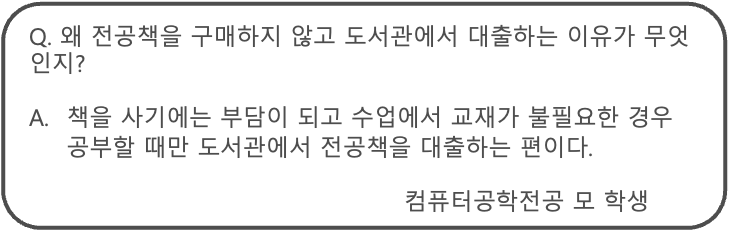 Q. 왜 전공책을 구매하지 않고 도서관에서 대출하는 이유가 무엇
인지?
A. 책을 사기에는 부담이 되고 수업에서 교재가 불필요한 경우
공부할 때만 도서관에서 전공책을 대출하는 편이다.
컴퓨터공학전공 모 학생